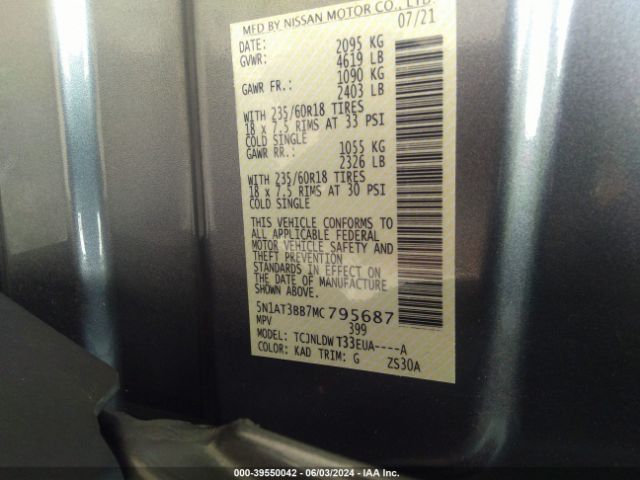 MFD BY NISSAN MOTOR CO., LTD.
DATE: 07/21
GVWR: 2095 KG
4619 LB
GAWR FR.: 1090 KG
2403 LB
WITH 235/60R18 TIRES
18 x 7.5 RIMS AT 33 PSI
COLD SINGLE
GAWR RR.: 1055 KG
2326 LB
WITH 235/60R18 TIRES
18 x 7.5 RIMS AT 30 PSI
COLD SINGLE
THIS VEHICLE CONFORMS TO
ALL APPLICABLE FEDERAL
MOTOR VEHICLE SAFETY AND
THEFT PREVENTION
STANDARDS IN EFFECT ON
THE DATE OF MANUFACTURE
SHOWN ABOVE.
5N1AT3BB7MC795687
MPV 399
MODEL: TCJNLDWT33EUA----A
COLOR: KAD TRIM: G ZS30A
000-39550042 - 06/03/2024 - IAA Inc.